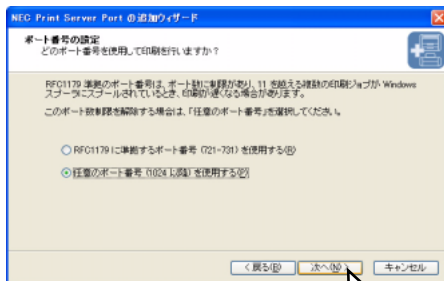 NEC Print Server Port の追加ウィザード
ポート番号の設定
どのポート番号を使用して印刷を行いますか？
RFC1179 準拠のポート番号は、ポート数に制限があり、11 を越える複数の印刷ジョブが Windows
スプーラにスプールされているとき、印刷が遅くなる場合があります。
このポート数制限を解除する場合は、「任意のポート番号」を選択してください。
RFC1179 に準拠するポート番号 (721-731) を使用する(R)
任意のポート番号 (1024 以降) を使用する(P)
< 戻る(B) 次へ(N) > キャンセル